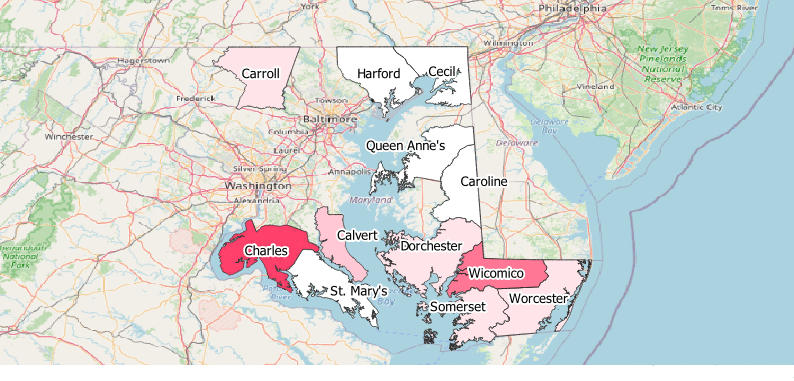 York
Philadelphia
Toms River
Hagerstown
Wilmington
New Jersey
Pinelands
National
Reserve
Carroll
Harford
Cecil
Vineland
Frederick
Towson
Baltimore
Atlantic City
Winchester
Columbia
Delaware
Bay
Laurel
Queen Anne's
Delaware
Silver Spring
Annapolis
Caroline
Washington
Maryland
Alexandria
Calvert
Dorchester
Charles
National
Park
Wicomico
St. Mary's
Bay
Somerset
Worcester